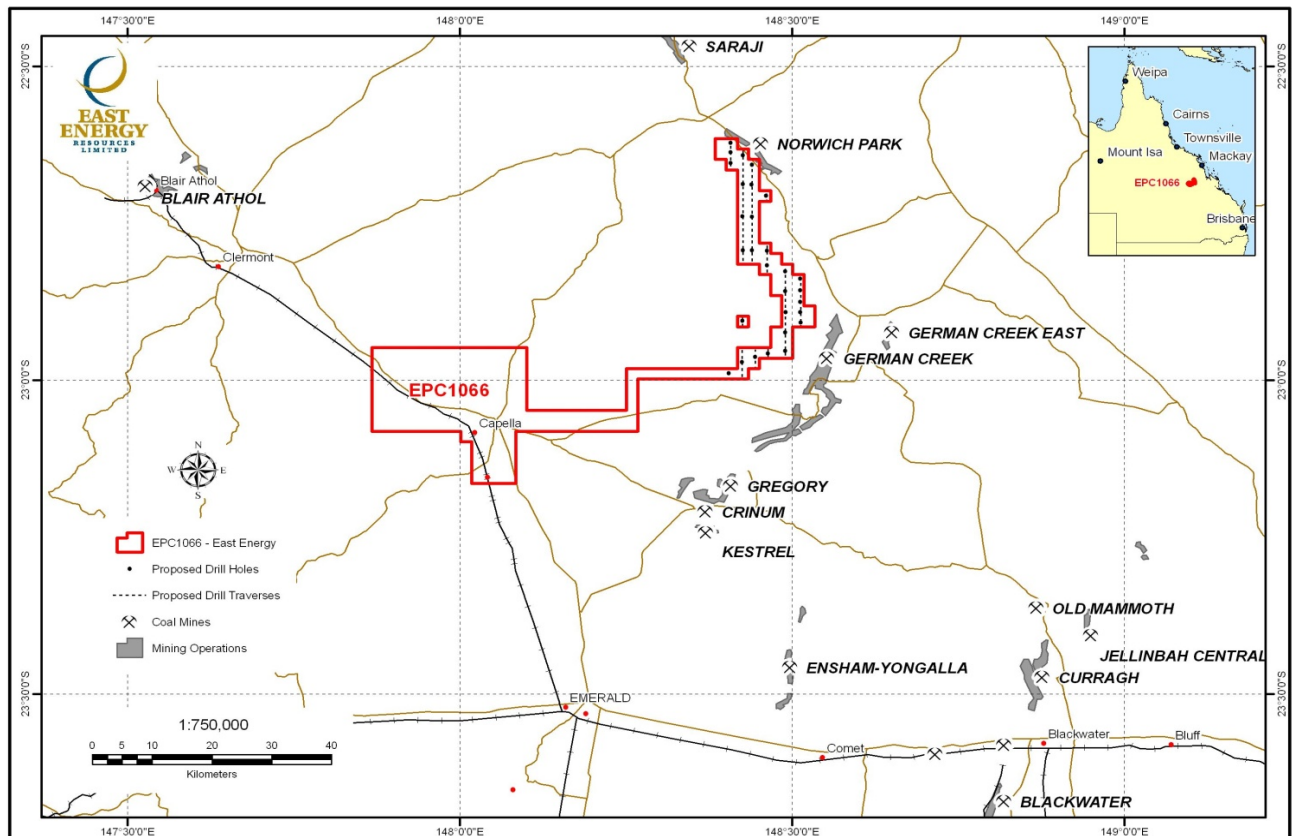 147°30'0"E
148°0'0"E
148°30'0"E
149°0'0"E
22°30'0"S
22°30'0"S
EAST
ENERGY
RESOURCES
LIMITED
SARAJI
Weipa
Cairns
Townsville
Mount Isa
Mackay
EPC1066
Brisbane
NORWICH PARK
Blair Athol
BLAIR ATHOL
Clermont
GERMAN CREEK EAST
GERMAN CREEK
23°0'0"S
23°0'0"S
EPC1066
Capella
N
W
E
S
GREGORY
CRINUM
KESTREL
EPC1066 - East Energy
Proposed Drill Holes
Proposed Drill Traverses
Coal Mines
Mining Operations
OLD MAMMOTH
JELLINBAH CENTRAL
ENSHAM-YONGALLA
CURRAGH
23°30'0"S
23°30'0"S
EMERALD
1:750,000
0 5 10 20 30 40
Kilometers
Comet
Blackwater
Bluff
BLACKWATER
147°30'0"E
148°0'0"E
148°30'0"E
149°0'0"E